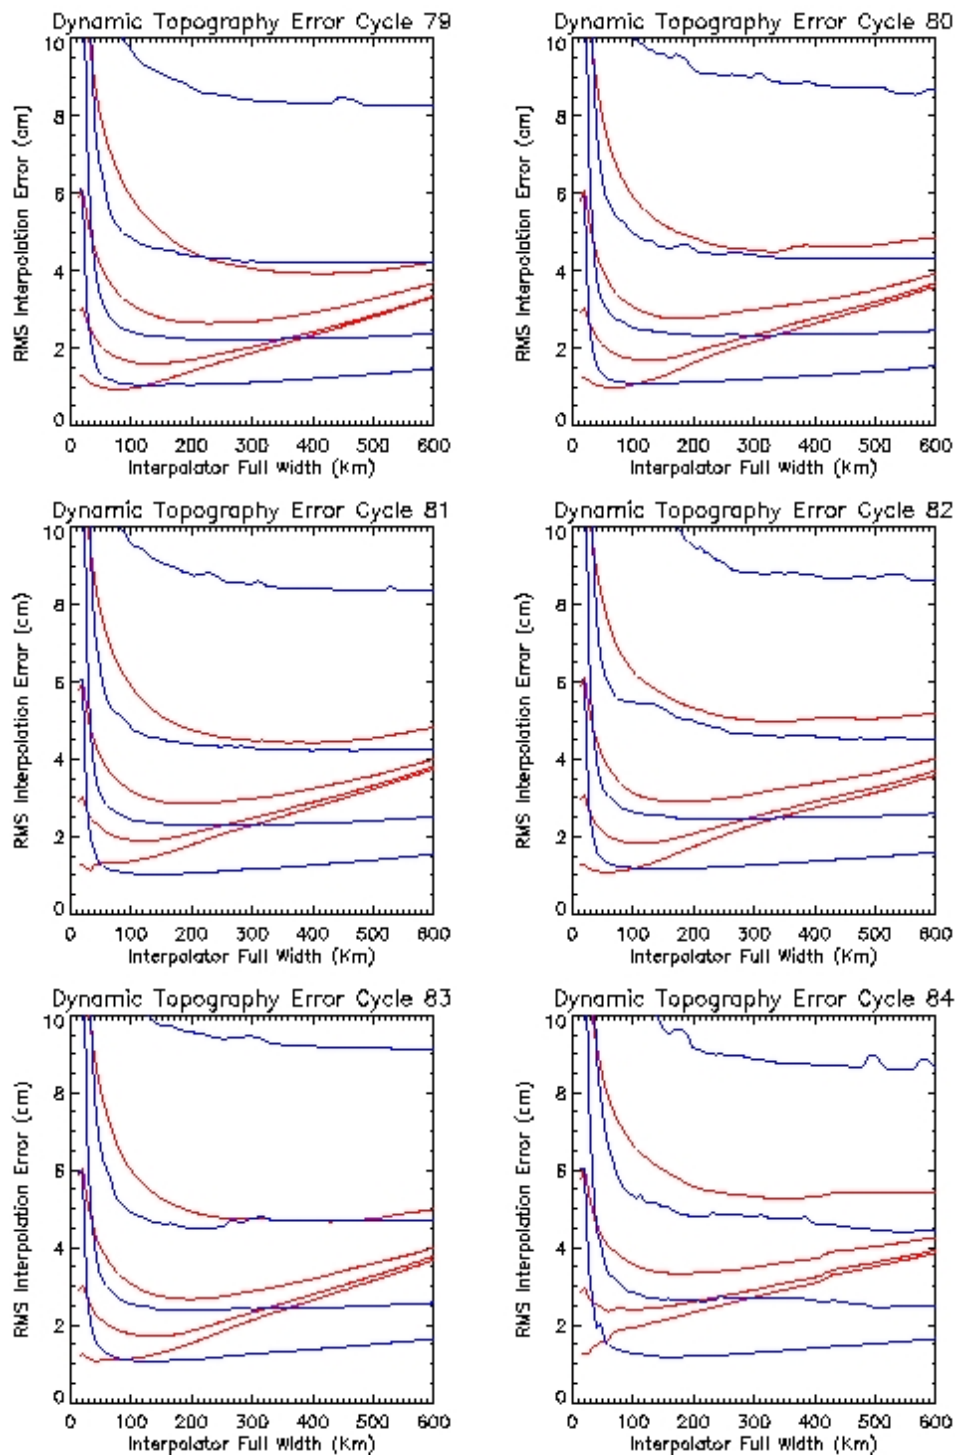 Dynamic Topography Error Cycle 79
10
8
6
4
2
0
RMS Interpolation Error (cm)
0 100 200 300 400 500 600
Interpolator Full Width (Km)
Dynamic Topography Error Cycle 80
10
8
6
4
2
0
RMS Interpolation Error (cm)
0 100 200 300 400 500 600
Interpolator Full Width (Km)
Dynamic Topography Error Cycle 81
10
8
6
4
2
0
RMS Interpolation Error (cm)
0 100 200 300 400 500 600
Interpolator Full Width (Km)
Dynamic Topography Error Cycle 82
10
8
6
4
2
0
RMS Interpolation Error (cm)
0 100 200 300 400 500 600
Interpolator Full Width (Km)
Dynamic Topography Error Cycle 83
10
8
6
4
2
0
RMS Interpolation Error (cm)
0 100 200 300 400 500 600
Interpolator Full Width (Km)
Dynamic Topography Error Cycle 84
10
8
6
4
2
0
RMS Interpolation Error (cm)
0 100 200 300 400 500 600
Interpolator Full Width (Km)